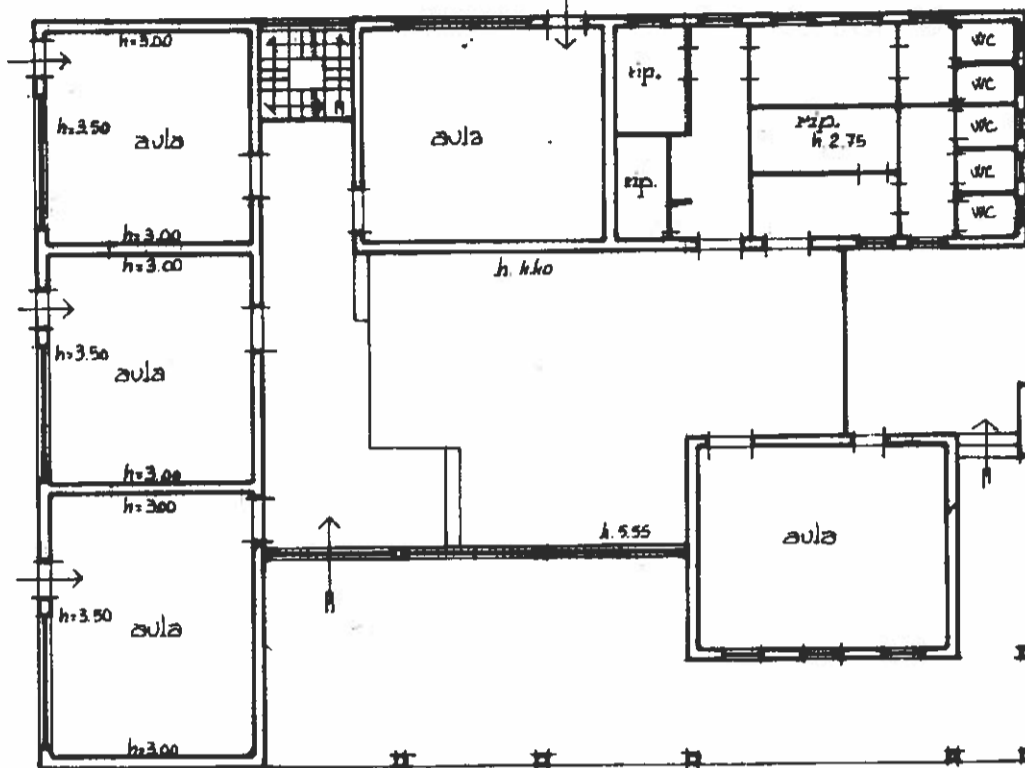 h=3.00
h=3.50
aula
h=3.00
h=3.00
h=3.50
aula
h=3.00
h=3.00
h=3.50
aula
h=3.00
aula
rip.
rip.
rip.
h. 2.75
WC
WC
WC
WC
WC
h. 4.40
h. 5.55
aula